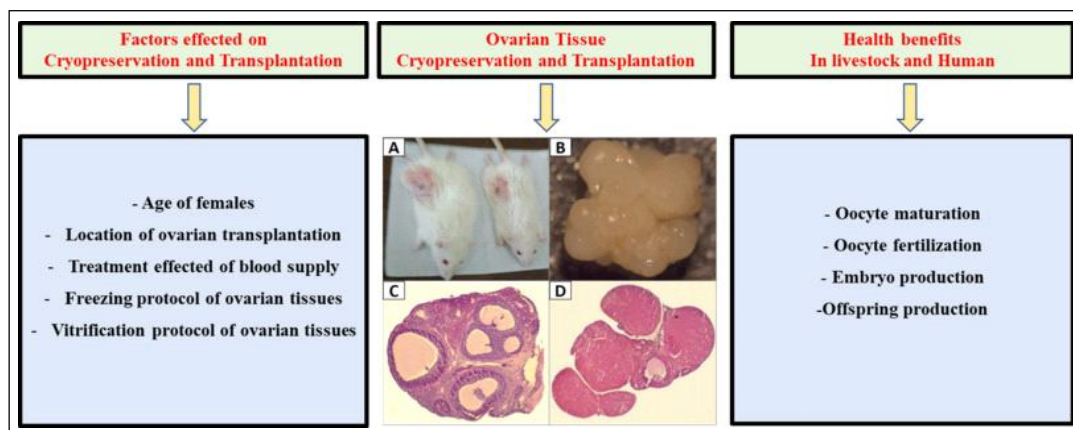 Factors effected on
Cryopreservation and Transplantation
- Age of females
- Location of ovarian transplantation
- Treatment effected of blood supply
- Freezing protocol of ovarian tissues
- Vitrification protocol of ovarian tissues
Ovarian Tissue
Cryopreservation and Transplantation
A
B
C
D
Health benefits
In livestock and Human
- Oocyte maturation
- Oocyte fertilization
- Embryo production
-Offspring production